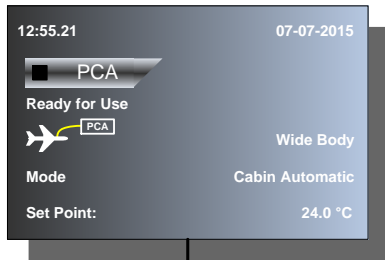 12:55.21 07-07-2015
PCA
Ready for Use
PCA
Wide Body
Mode Cabin Automatic
Set Point: 24.0 °C